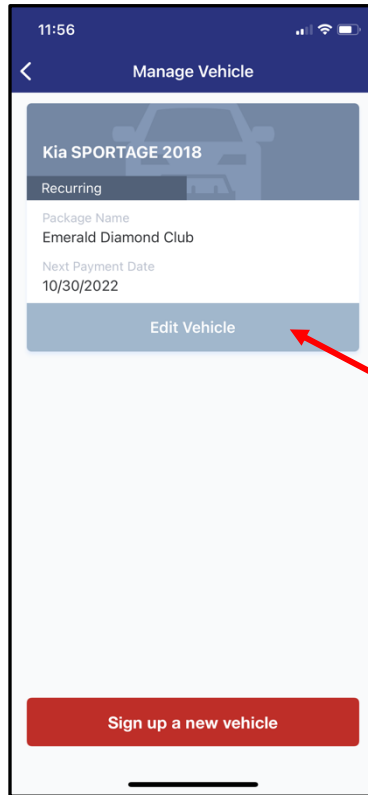 11:56
Manage Vehicle
Kia SPORTAGE 2018
Recurring
Package Name
Emerald Diamond Club
Next Payment Date
10/30/2022
Edit Vehicle
Sign up a new vehicle